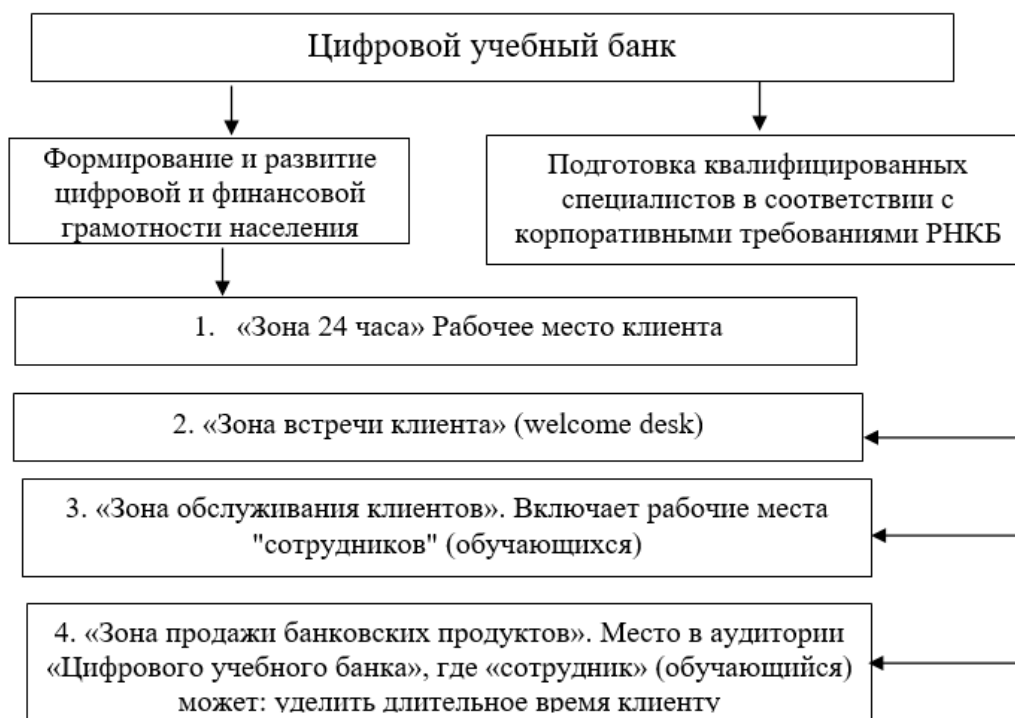 Цифровой учебный банк
Формирование и развитие
цифровой и финансовой
грамотности населения
Подготовка квалифицированных
специалистов в соответствии с
корпоративными требованиями РНКБ
1. «Зона 24 часа» Рабочее место клиента
2. «Зона встречи клиента» (welcome desk)
3. «Зона обслуживания клиентов». Включает рабочие места
"сотрудников" (обучающихся)
4. «Зона продажи банковских продуктов». Место в аудитории
«Цифрового учебного банка», где «сотрудник» (обучающийся)
может: уделить длительное время клиенту